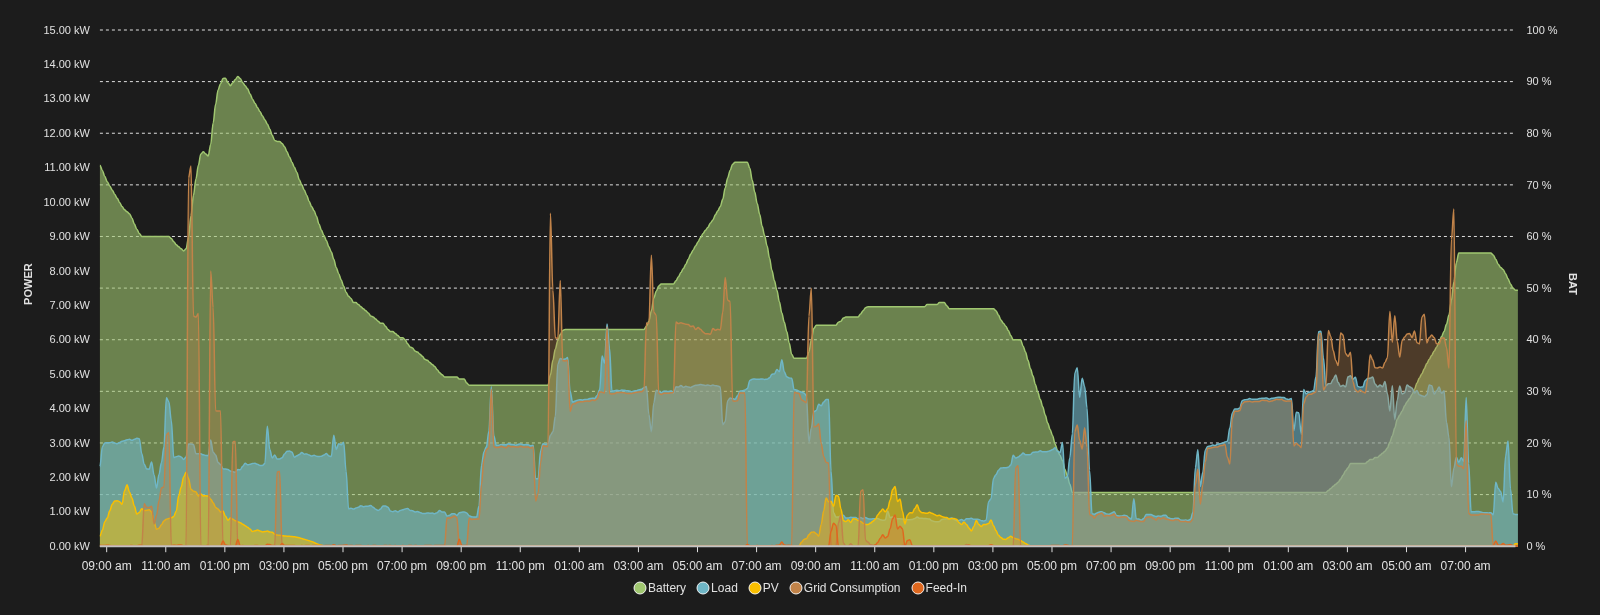 15.00 kW
100 %
14.00 kW
90 %
13.00 kW
12.00 kW
80 %
11.00 kW
70 %
10.00 kW
9.00 kW
60 %
8.00 kW
POWER
BAT
50 %
7.00 kW
6.00 kW
40 %
5.00 kW
30 %
4.00 kW
3.00 kW
20 %
2.00 kW
10 %
1.00 kW
0.00 kW
0 %
09:00 am 11:00 am 01:00 pm 03:00 pm 05:00 pm 07:00 pm 09:00 pm 11:00 pm 01:00 am 03:00 am 05:00 am 07:00 am 09:00 am 11:00 am 01:00 pm 03:00 pm 05:00 pm 07:00 pm 09:00 pm 11:00 pm 01:00 am 03:00 am 05:00 am 07:00 am
Battery Load PV Grid Consumption Feed-In